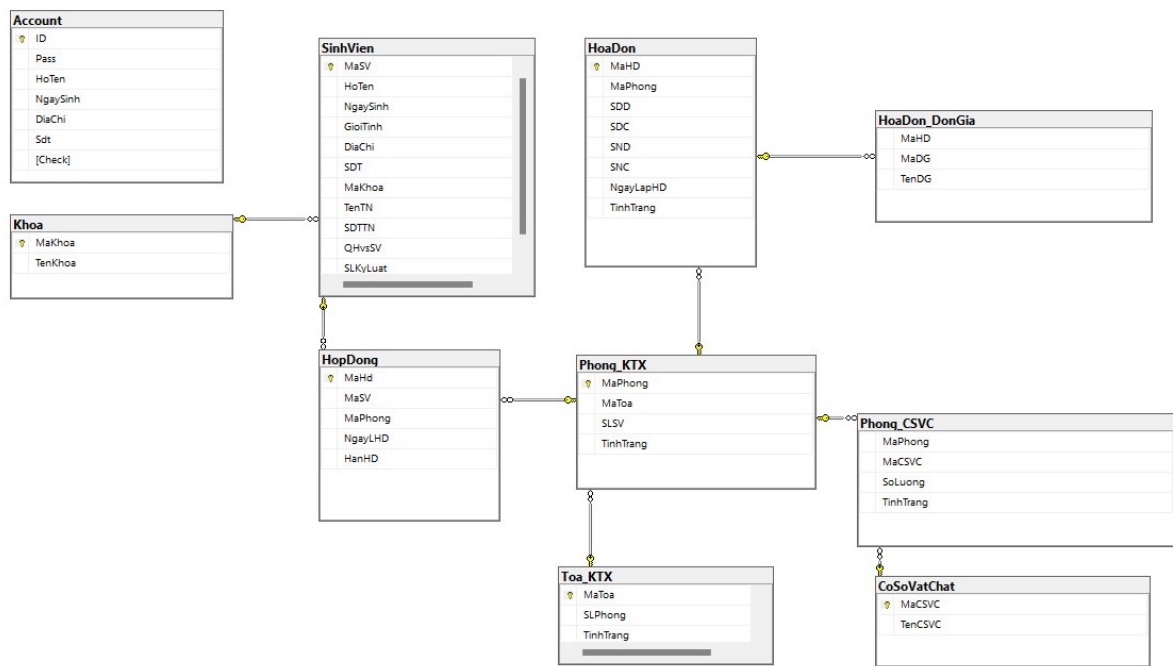 Account
ID
Pass
HoTen
NgaySinh
DiaChi
Sdt
[Check]
Khoa
MaKhoa
TenKhoa
SinhVien
MaSV
HoTen
NgaySinh
GioiTinh
DiaChi
SDT
MaKhoa
TenTN
SDTTN
QHvsSV
SLKyLuat
HopDong
MaHd
MaSV
MaPhong
NgayLHD
HanHD
HoaDon
MaHD
MaPhong
SDD
SDC
SND
SNC
NgayLapHD
TinhTrang
HoaDon_DonGia
MaHD
MaDG
TenDG
Phong_KTX
MaPhong
MaToa
SLSV
TinhTrang
Phong_CSVC
MaPhong
MaCSVC
SoLuong
TinhTrang
Toa_KTX
MaToa
SLPhong
TinhTrang
CoSoVatChat
MaCSVC
TenCSVC